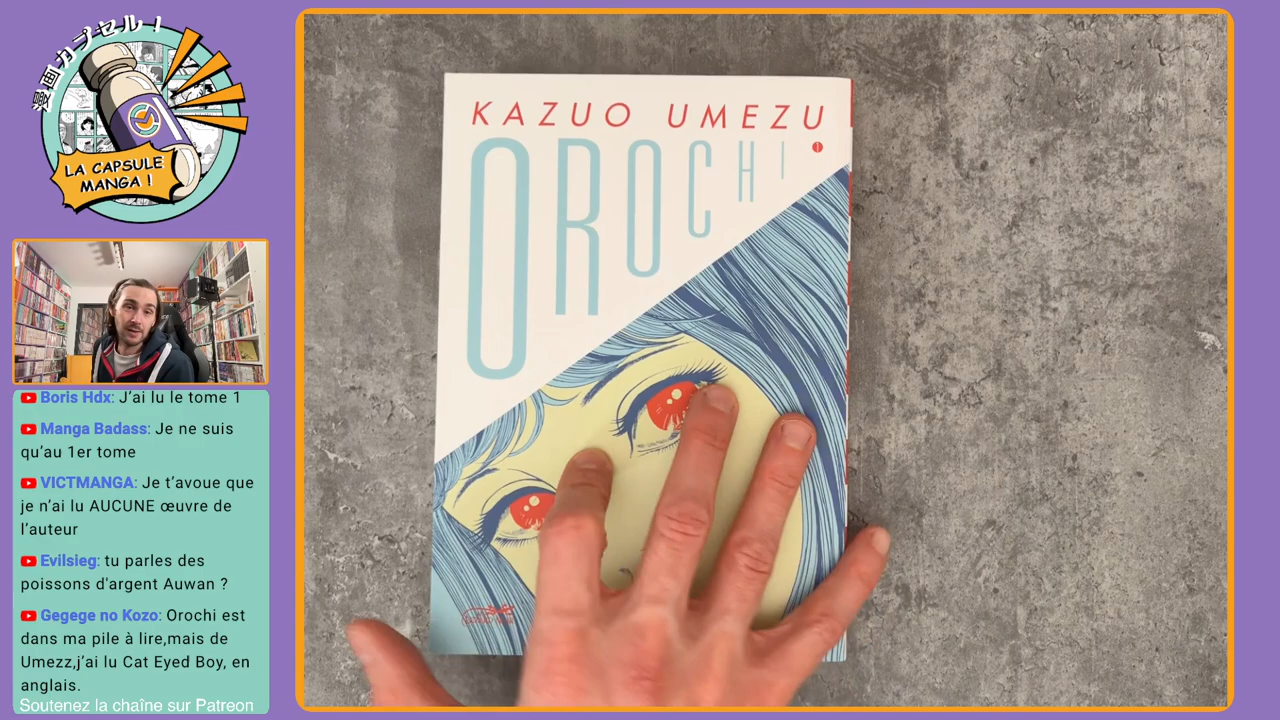 漫画カプセル！
LA CAPSULE
MANGA !
KAZUO UMEZU
OROCHI
1
Boris Hdx: J’ai lu le tome 1
Manga Badass: Je ne suis
qu’au 1er tome
VICTMANGA: Je t’avoue que
je n’ai lu AUCUNE œuvre de
l’auteur
Evilsieg: tu parles des
poissons d'argent Auwan ?
Gegege no Kozo: Orochi est
dans ma pile à lire,mais de
Umezz,j’ai lu Cat Eyed Boy, en
anglais.
Soutenez la chaîne sur Patreon